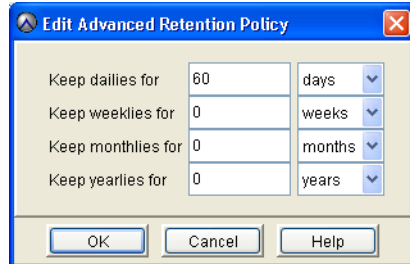 Edit Advanced Retention Policy
Keep dailies for 60 days
Keep weeklies for 0 weeks
Keep monthlies for 0 months
Keep yearlies for 0 years
OK Cancel Help